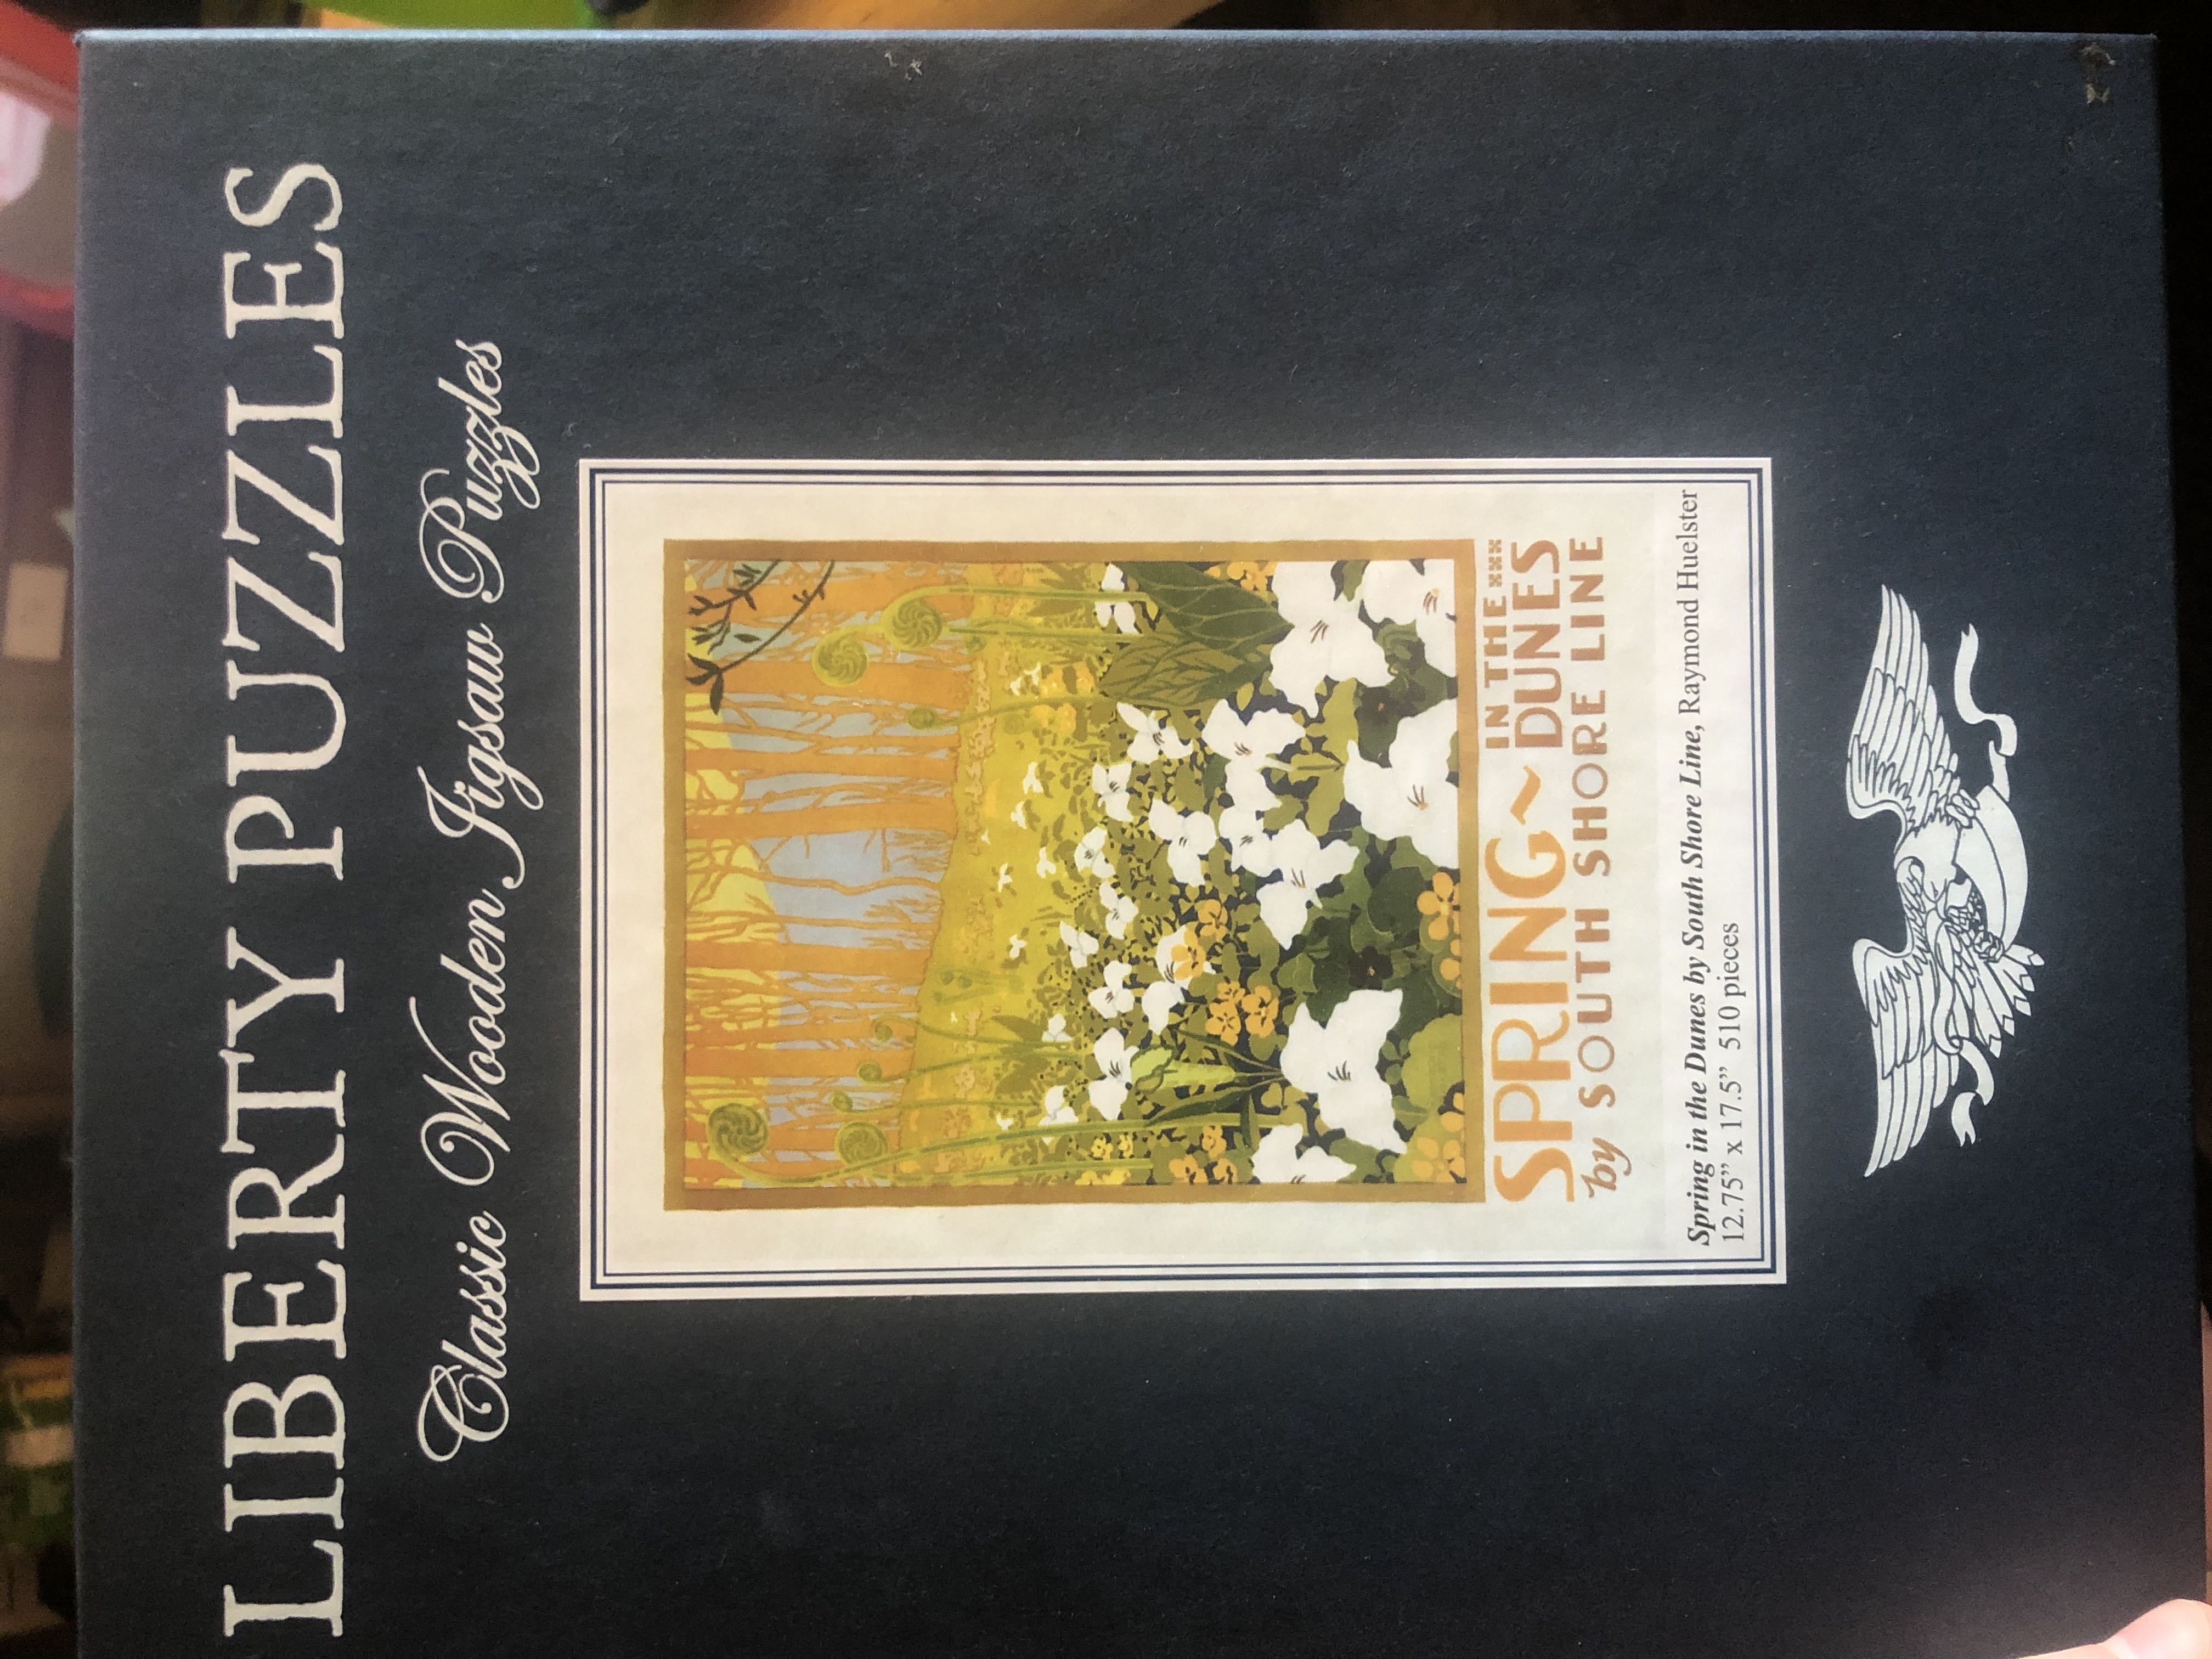 LIBERTY PUZZLES
Classic Wooden Jigsaw Puzzles
SPRING~ IN THE
DUNES
by SOUTH SHORE LINE
Spring in the Dunes by South Shore Line, Raymond Huelster
12.75” x 17.5” 510 pieces